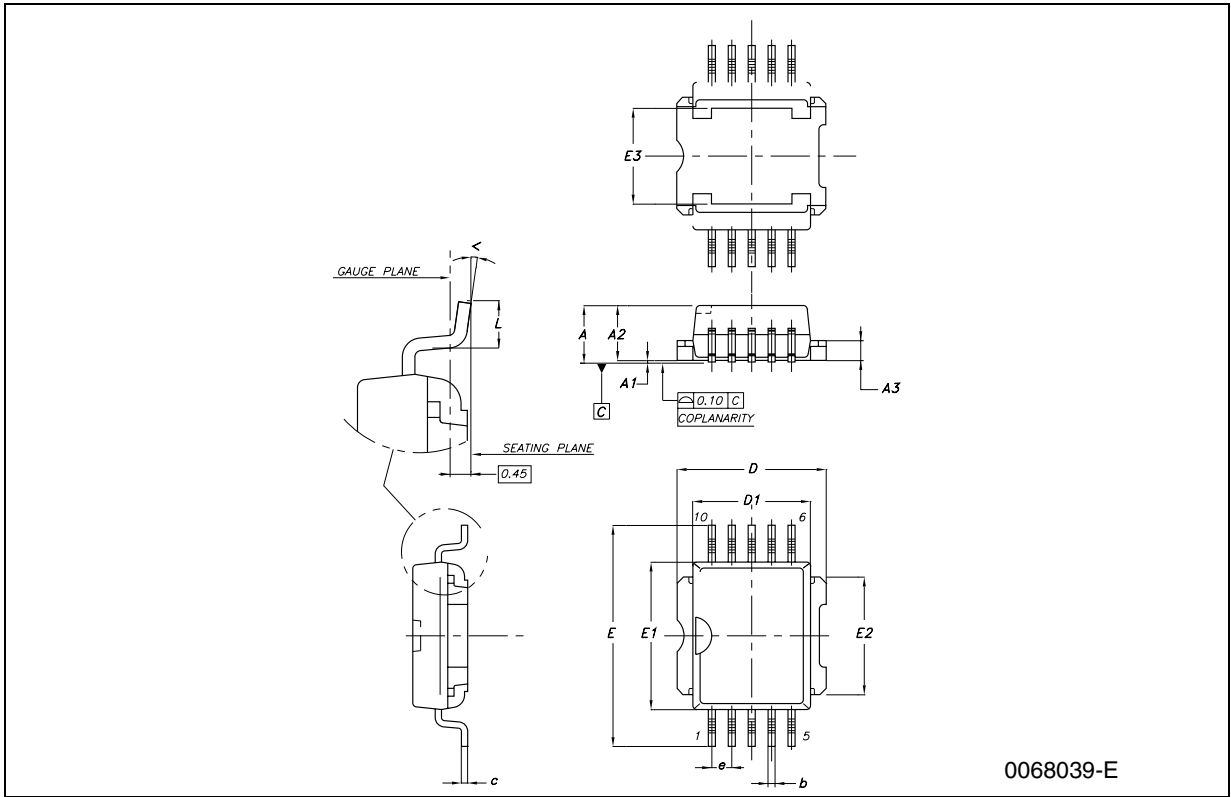 E3
GAUGE PLANE
<
L
A
A2
A1
A3
C
0.10 C
COPLANARITY
SEATING PLANE
0.45
D
D1
10
6
E
E1
E2
1
5
e
b
c
0068039-E